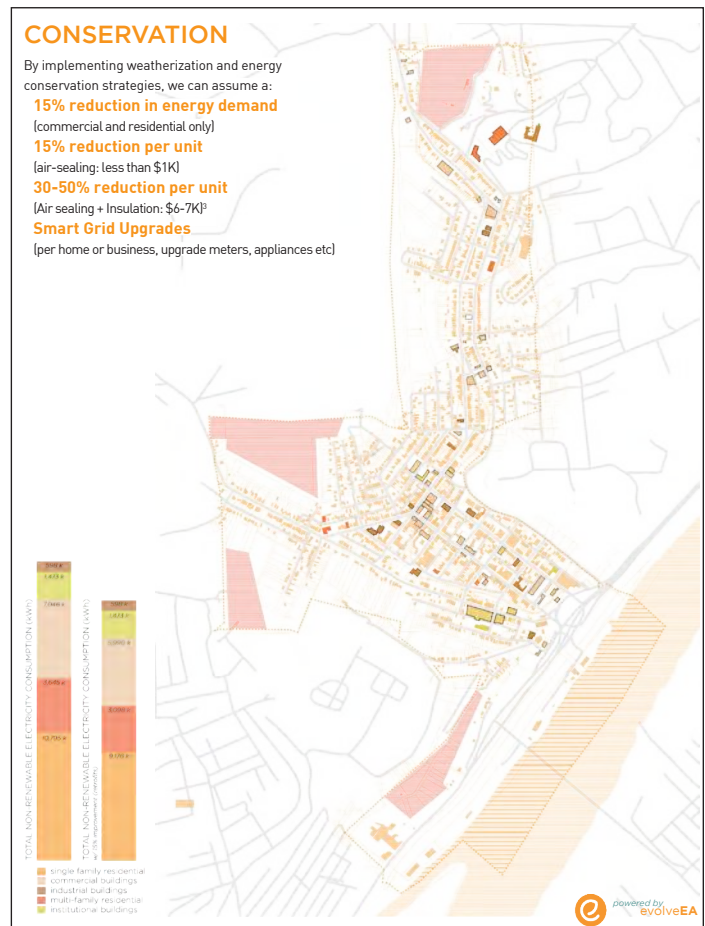 CONSERVATION
By implementing weatherization and energy
conservation strategies, we can assume a:
15% reduction in energy demand
(commercial and residential only)
15% reduction per unit
(air-sealing: less than $1K)
30-50% reduction per unit
(Air sealing + Insulation: $6-7K)³
Smart Grid Upgrades
(per home or business, upgrade meters, appliances etc)
TOTAL NON-RENEWABLE ELECTRICITY CONSUMPTION (kWh)
TOTAL NON-RENEWABLE ELECTRICITY CONSUMPTION (kWh)
single family residential
commercial buildings
industrial buildings
multi-family residential
institutional buildings
e
powered by
evolveEA